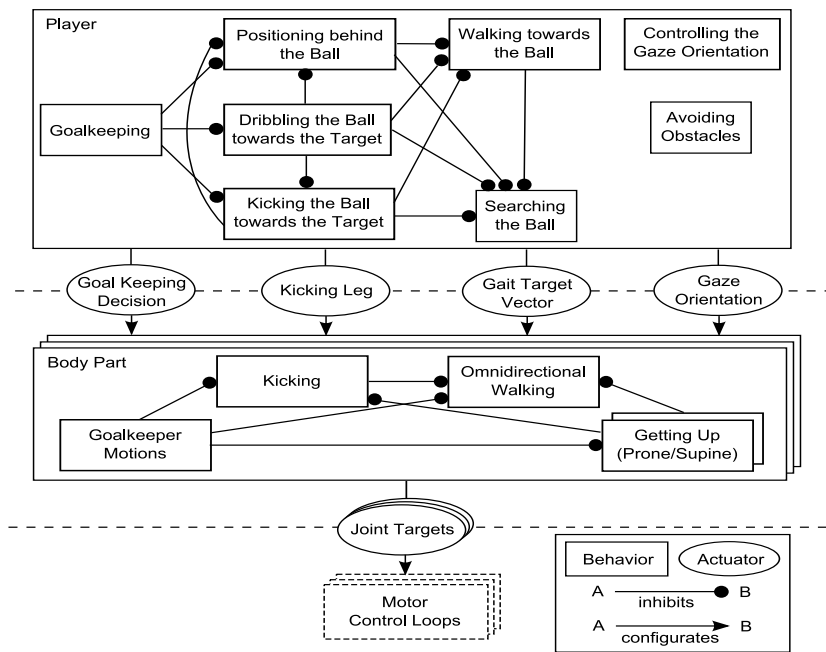 Player
Positioning behind
the Ball
Walking towards
the Ball
Controlling the
Gaze Orientation
Goalkeeping
Dribbling the Ball
towards the Target
Avoiding
Obstacles
Kicking the Ball
towards the Target
Searching
the Ball
Goal Keeping
Decision
Kicking Leg
Gait Target
Vector
Gaze
Orientation
Body Part
Kicking
Omnidirectional
Walking
Goalkeeper
Motions
Getting Up
(Prone/Supine)
Joint Targets
Motor
Control Loops
Behavior
Actuator
A inhibits B
A configurates B